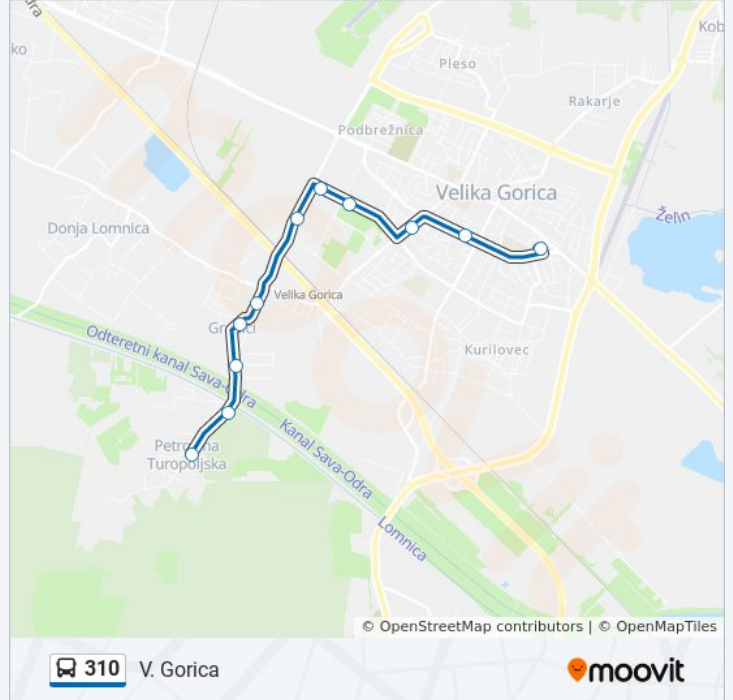 Pleso
Kob
ko
Rakarje
Podbrežnica
Velika Gorica
Želin
Donja Lomnica
Velika Gorica
Odteretni kanal Sava-Odra
Kurilovec
Kanal Sava-Odra
Turopoljska
Lomnica
© OpenStreetMap contributors | © OpenMapTiles
310 V. Gorica
moovit